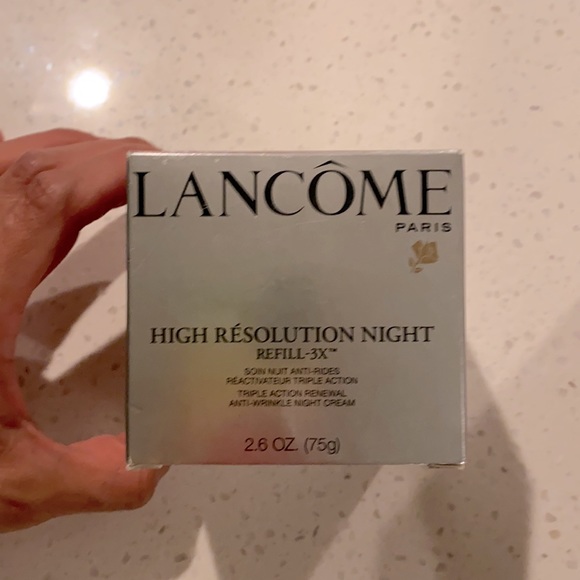 LANCÔME
PARIS
HIGH RÉSOLUTION NIGHT
REFILL-3X™
SOIN NUIT ANTI-RIDES
RÉACTIVATEUR TRIPLE ACTION
TRIPLE ACTION RENEWAL
ANTI-WRINKLE NIGHT CREAM
2.6 OZ. (75g)